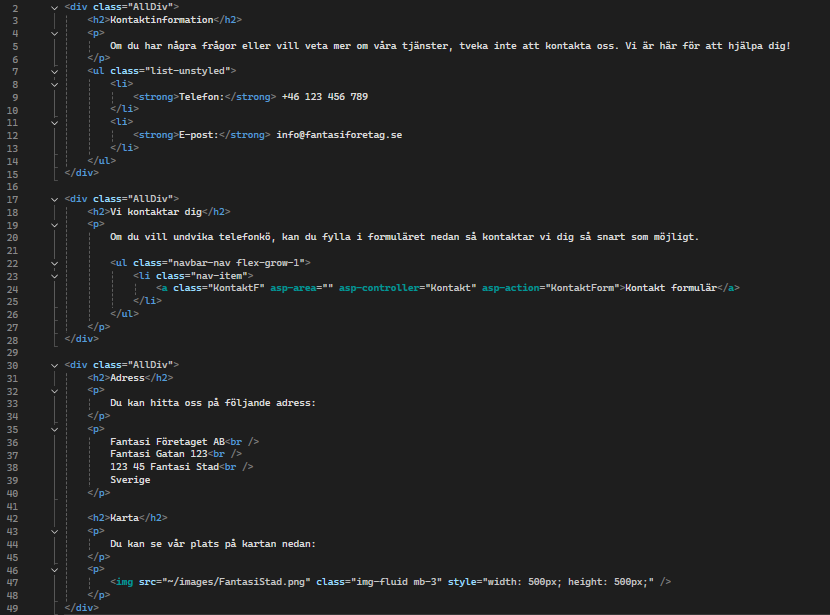 2 <div class="AllDiv">
3 <h2>Kontaktinformation</h2>
4 <p>
5 Om du har några frågor eller vill veta mer om våra tjänster, tveka inte att kontakta oss. Vi är här för att hjälpa dig!
6 </p>
7 <ul class="list-unstyled">
8 <li>
9 <strong>Telefon:</strong> +46 123 456 789
10 </li>
11 <li>
12 <strong>E-post:</strong> info@fantasiforetag.se
13 </li>
14 </ul>
15 </div>
16
17 <div class="AllDiv">
18 <h2>Vi kontaktar dig</h2>
19 <p>
20 Om du vill undvika telefonkö, kan du fylla i formuläret nedan så kontaktar vi dig så snart som möjligt.
21
22 <ul class="navbar-nav flex-grow-1">
23 <li class="nav-item">
24 <a class="KontaktF" asp-area="" asp-controller="Kontakt" asp-action="KontaktForm">Kontakt formulär</a>
25 </li>
26 </ul>
27 </p>
28 </div>
29
30 <div class="AllDiv">
31 <h2>Adress</h2>
32 <p>
33 Du kan hitta oss på följande adress:
34 </p>
35 <p>
36 Fantasi Företaget AB<br />
37 Fantasi Gatan 123<br />
38 123 45 Fantasi Stad<br />
39 Sverige
40 </p>
41
42 <h2>Karta</h2>
43 <p>
44 Du kan se vår plats på kartan nedan:
45 </p>
46 <p>
47 <img src="~/images/FantasiStad.png" class="img-fluid mb-3" style="width: 500px; height: 500px;" />
48 </p>
49 </div>